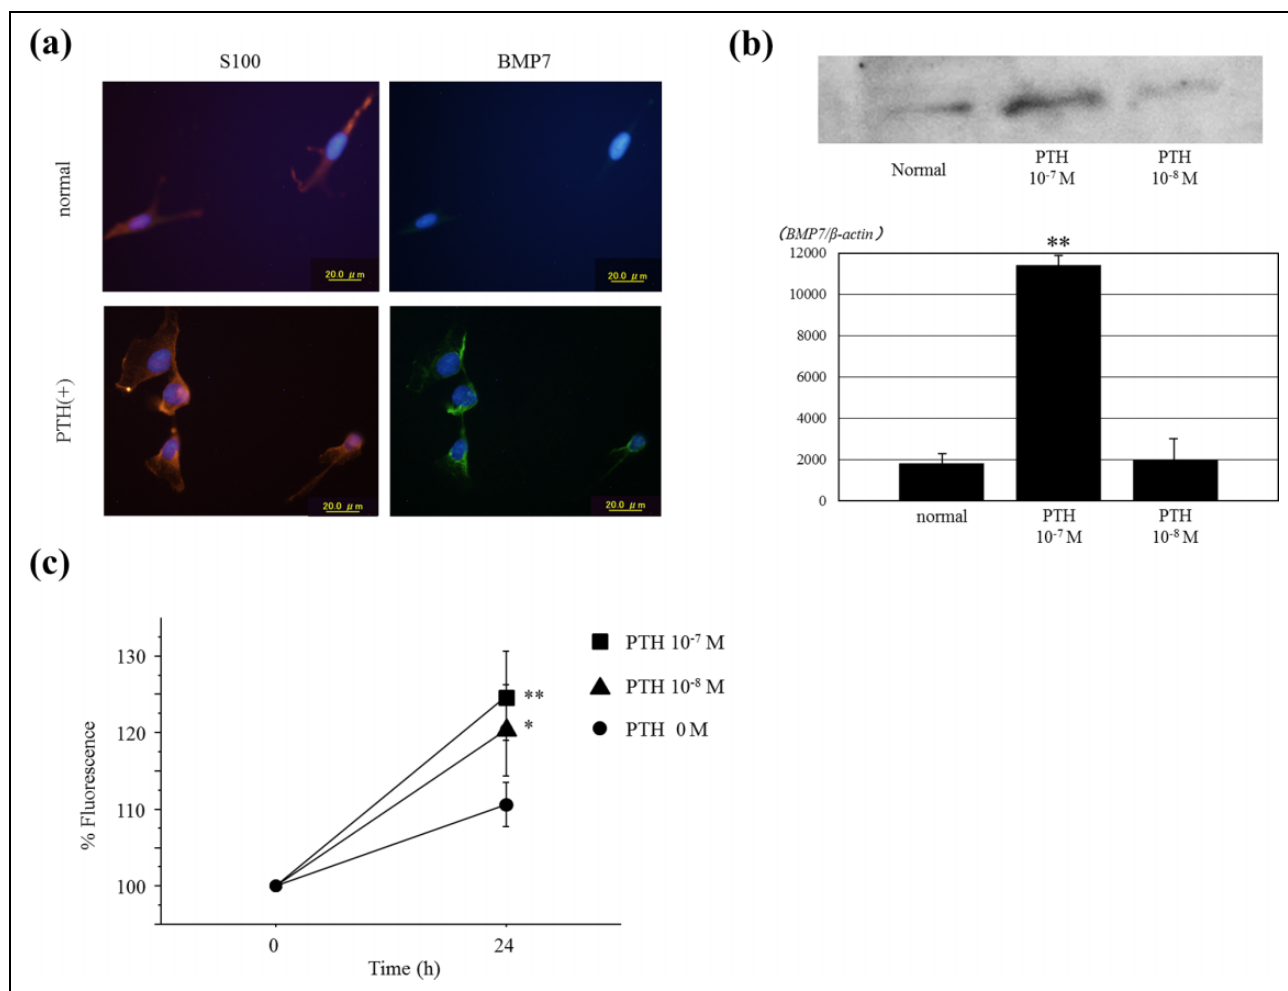 (a)
S100
BMP7
normal
20.0 μm
20.0 μm
PTH(+)
20.0 μm
20.0 μm
(b)
Normal
PTH
10⁻⁷ M
PTH
10⁻⁸ M
(BMP7/β-actin)
**
12000
10000
8000
6000
4000
2000
0
normal
PTH
10⁻⁷ M
PTH
10⁻⁸ M
(c)
% Fluorescence
130
120
110
100
**
*
0
24
Time (h)
PTH 10⁻⁷ M
PTH 10⁻⁸ M
PTH 0 M